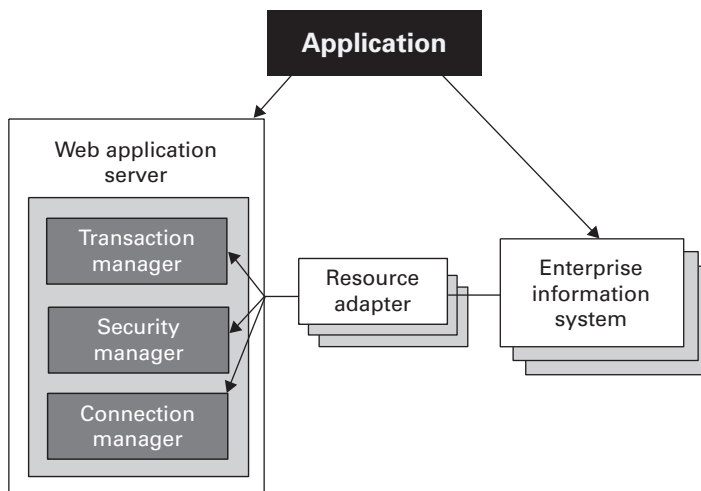 Application
Web application
server
Transaction
manager
Security
manager
Connection
manager
Resource
adapter
Enterprise
information
system